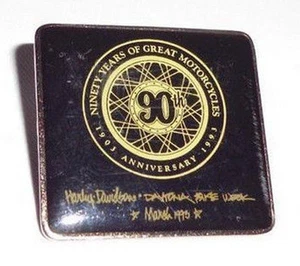 NINETY YEARS OF GREAT MOTORCYCLES
90th
1903 ANNIVERSARY 1993
Harley-Davidson • DAYTONA BIKE WEEK
★ March 1993 ★